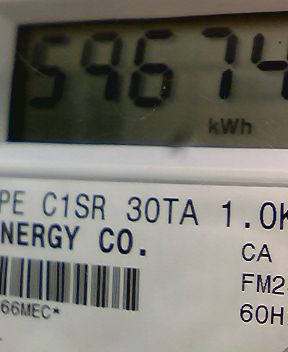 59674
kWh
PE C1SR 30TA 1.0K
NERGY CO.
CA
FM2
66MEC*
60H